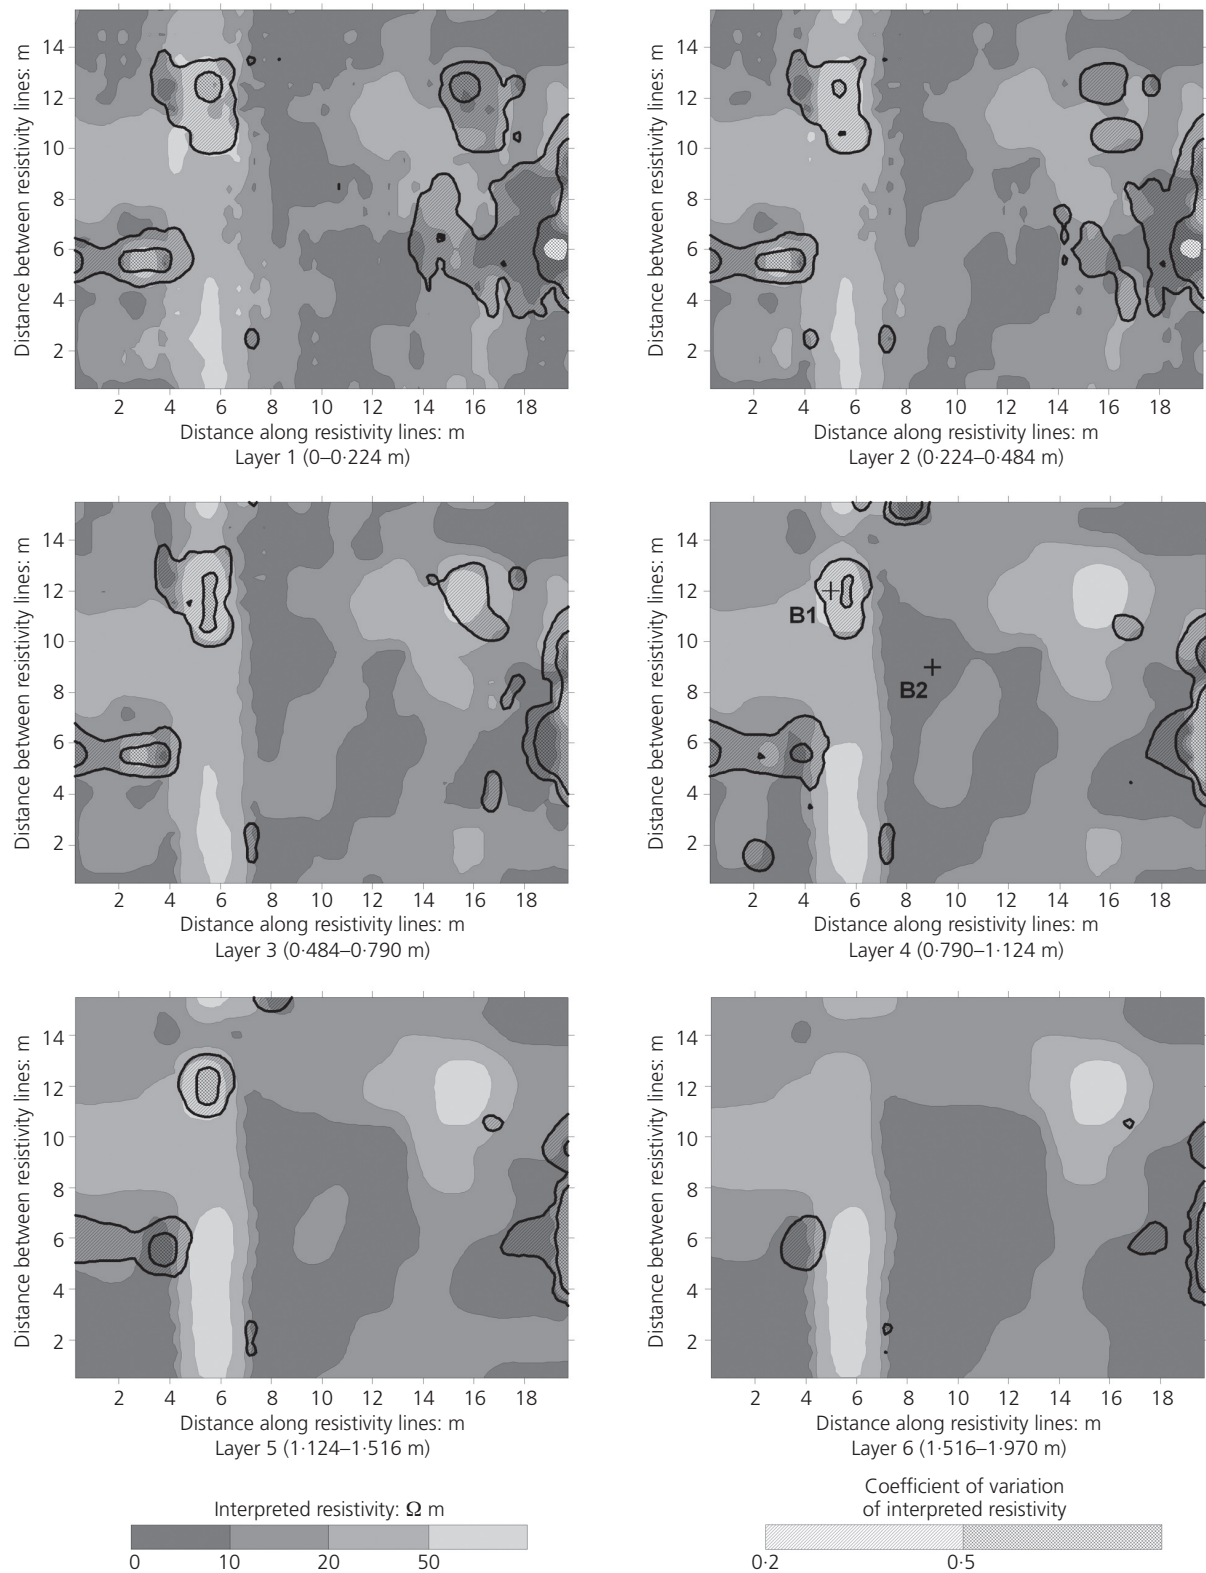 Distance between resistivity lines: m
14
12
10
8
6
4
2
2 4 6 8 10 12 14 16 18
Distance along resistivity lines: m
Layer 1 (0–0·224 m)
Distance between resistivity lines: m
14
12
10
8
6
4
2
2 4 6 8 10 12 14 16 18
Distance along resistivity lines: m
Layer 2 (0·224–0·484 m)
Distance between resistivity lines: m
14
12
10
8
6
4
2
2 4 6 8 10 12 14 16 18
Distance along resistivity lines: m
Layer 3 (0·484–0·790 m)
Distance between resistivity lines: m
14
12
10
8
6
4
2
B1
B2
2 4 6 8 10 12 14 16 18
Distance along resistivity lines: m
Layer 4 (0·790–1·124 m)
Distance between resistivity lines: m
14
12
10
8
6
4
2
2 4 6 8 10 12 14 16 18
Distance along resistivity lines: m
Layer 5 (1·124–1·516 m)
Distance between resistivity lines: m
14
12
10
8
6
4
2
2 4 6 8 10 12 14 16 18
Distance along resistivity lines: m
Layer 6 (1·516–1·970 m)
Interpreted resistivity: Ω m
0 10 20 50
Coefficient of variation
of interpreted resistivity
0·2 0·5